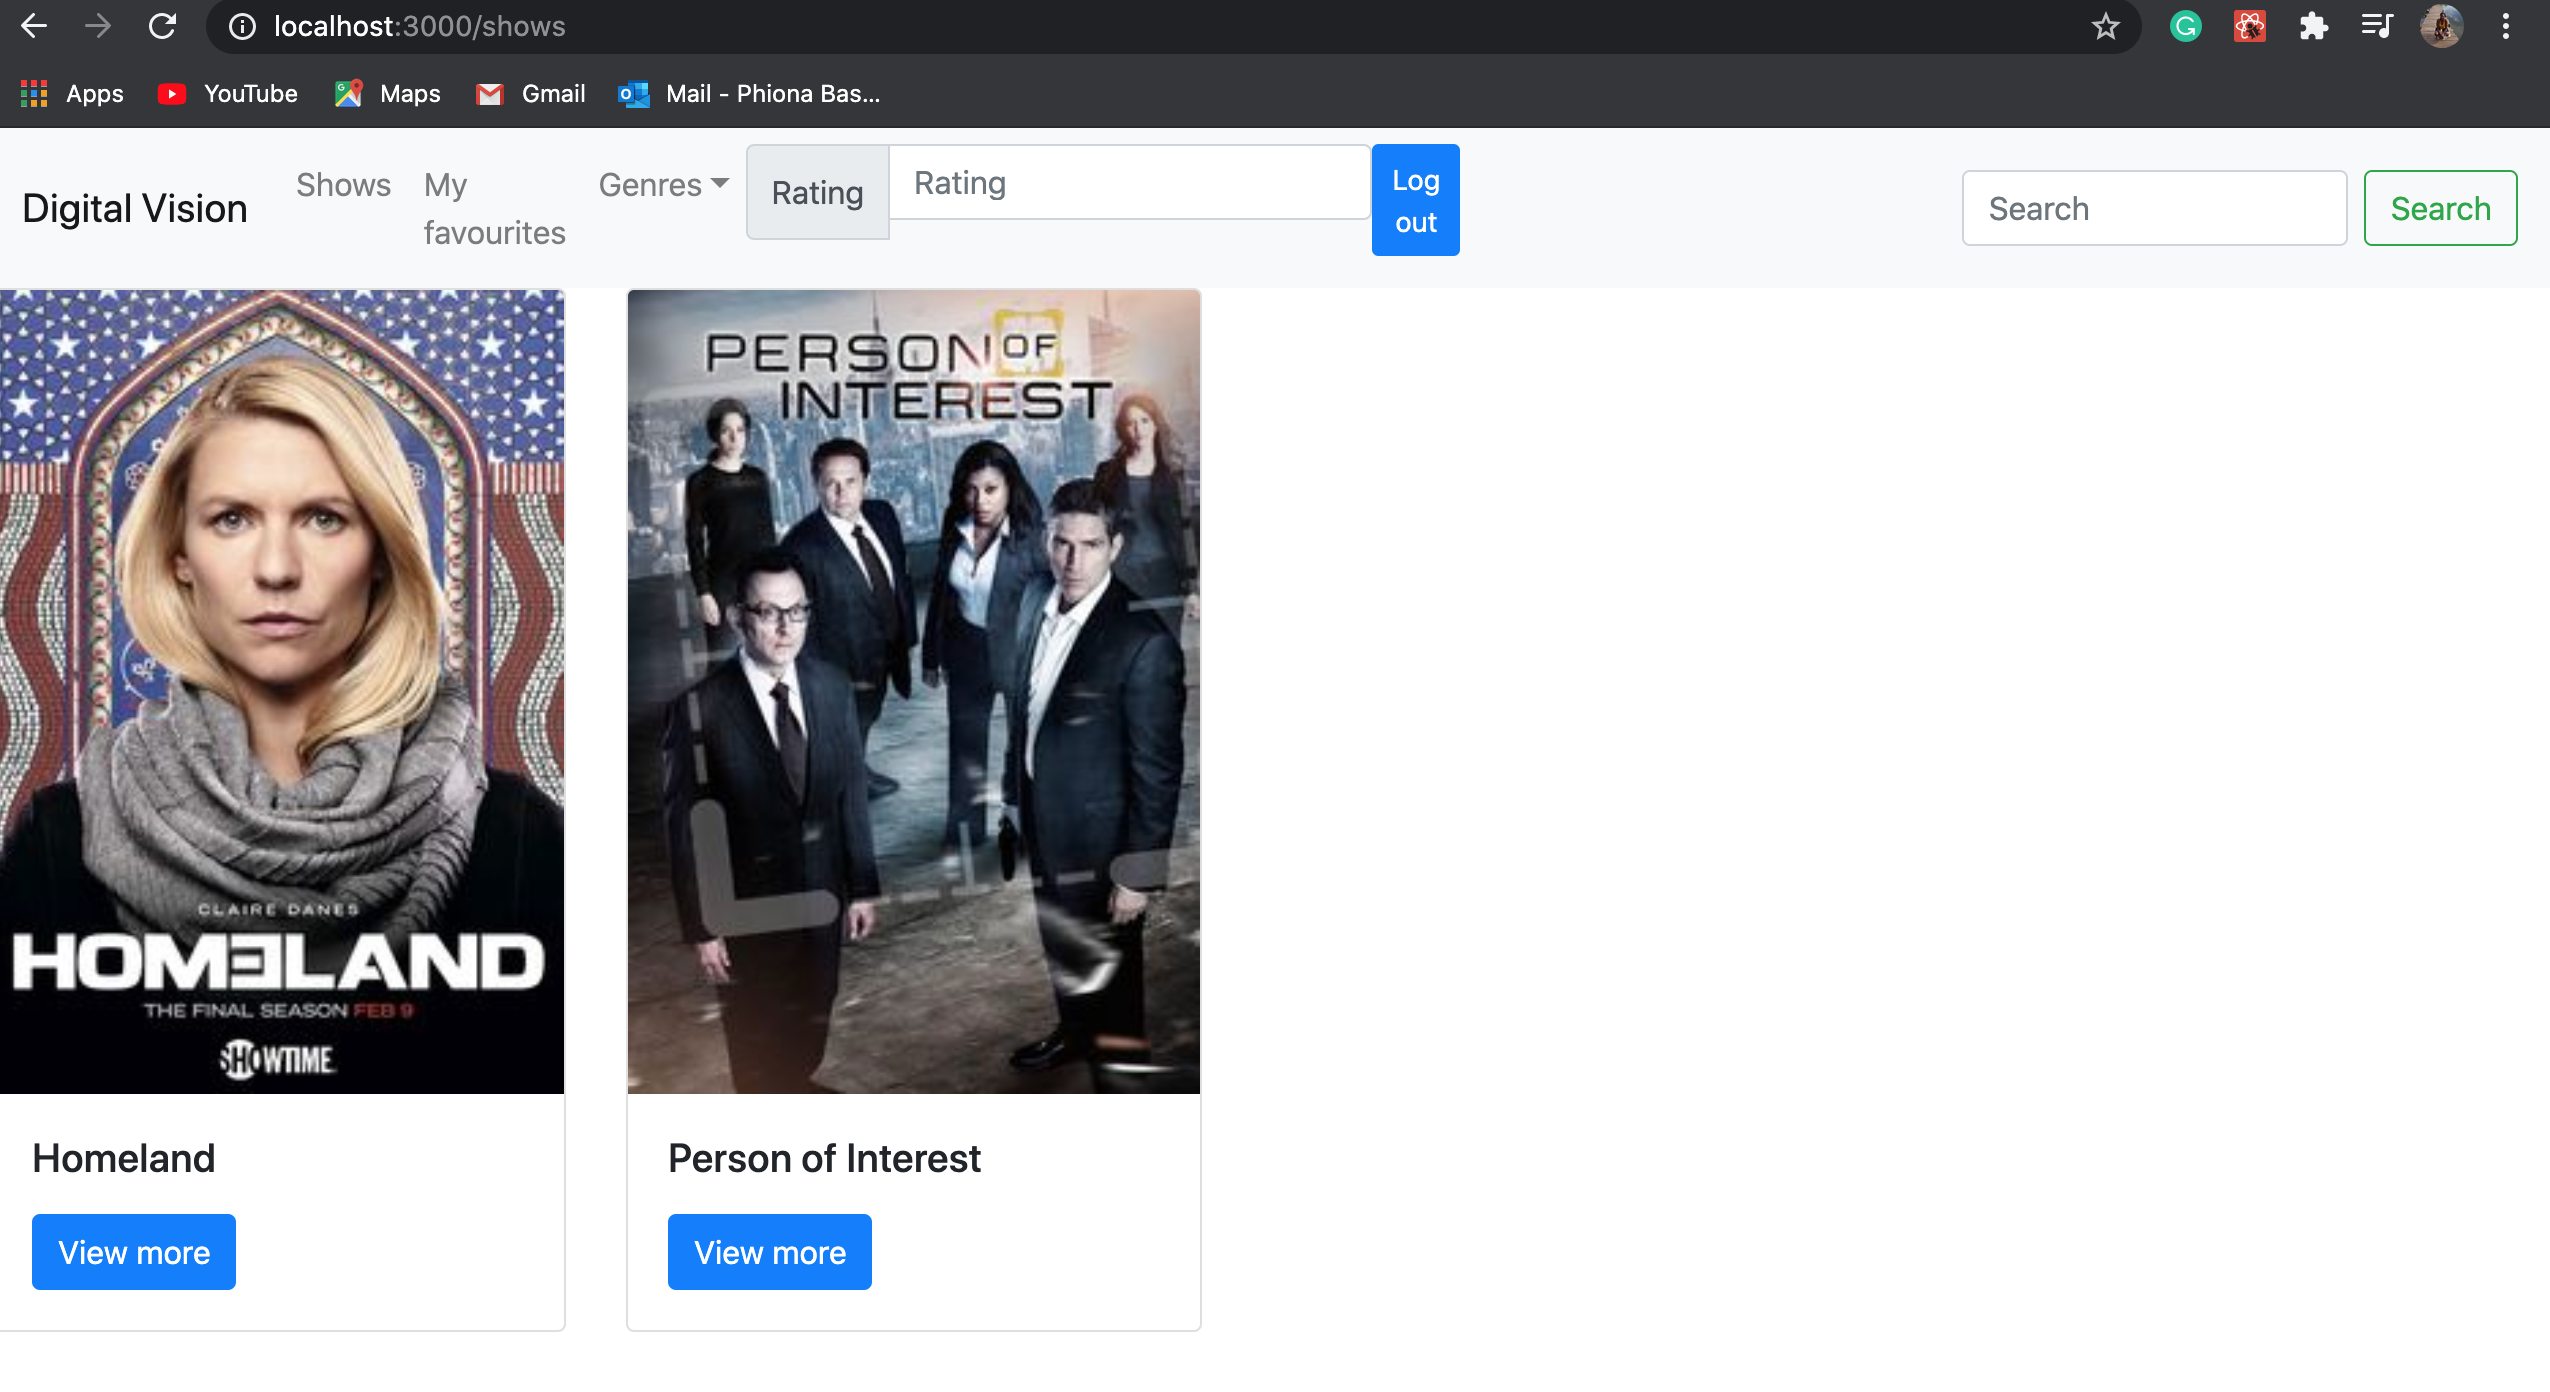 localhost:3000/shows
Apps YouTube Maps Gmail Mail - Phiona Bas...
Digital Vision Shows My favourites Genres Rating Rating Log out Search Search
PERSON OF
INTEREST
CLAIRE DANES
HOMELAND
THE FINAL SEASON FEB 9
SHOWTIME
Homeland Person of Interest
View more View more